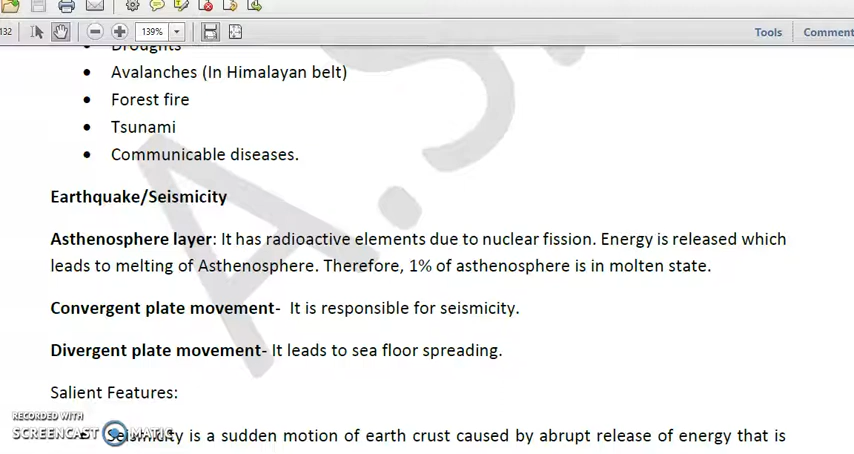 132
139%
Tools
Comment
Droughts
• Avalanches (In Himalayan belt)
• Forest fire
• Tsunami
• Communicable diseases.
Earthquake/Seismicity
Asthenosphere layer: It has radioactive elements due to nuclear fission. Energy is released which
leads to melting of Asthenosphere. Therefore, 1% of asthenosphere is in molten state.
Convergent plate movement- It is responsible for seismicity.
Divergent plate movement- It leads to sea floor spreading.
Salient Features:
RECORDED WITH
SCREENCAST MATIC
Seismicity is a sudden motion of earth crust caused by abrupt release of energy that is